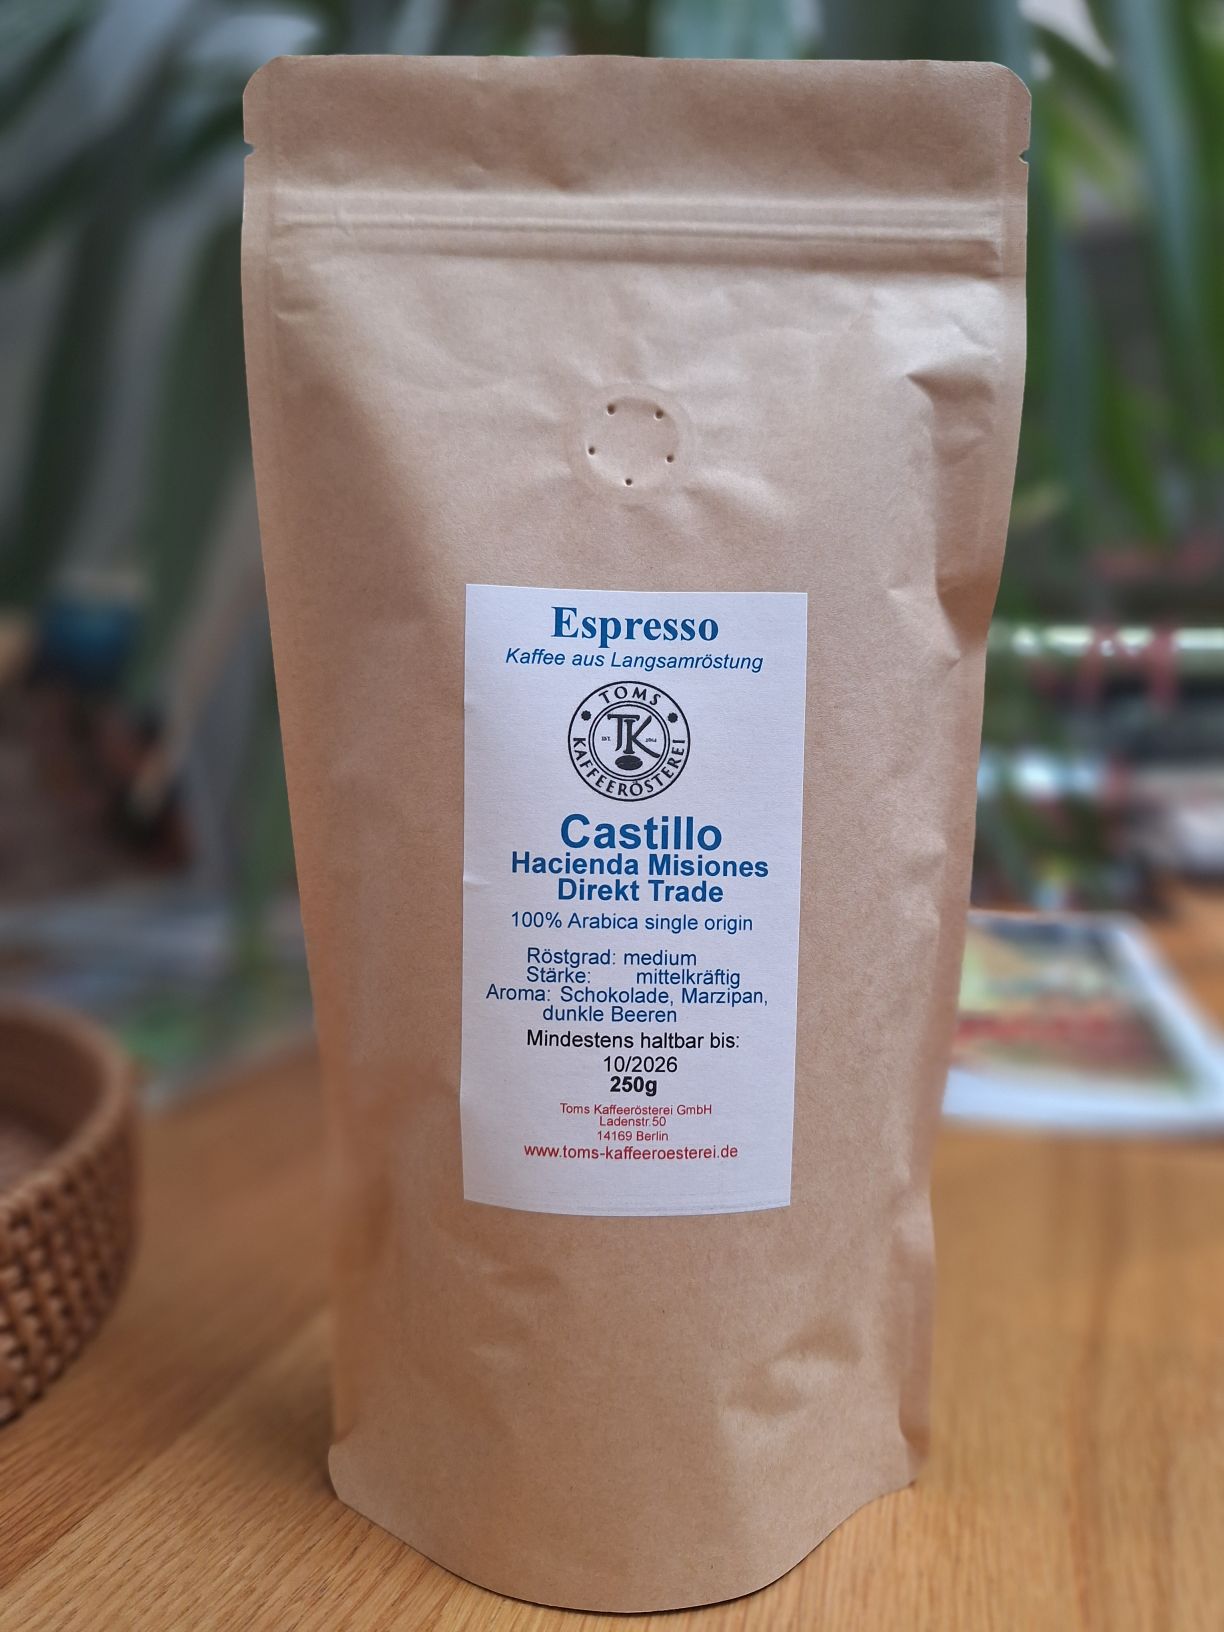 Espresso
Kaffee aus Langsamröstung
TOMS
TK
EST. 2014
KAFFEERÖSTEREI
Castillo
Hacienda Misiones
Direkt Trade
100% Arabica single origin
Röstgrad: medium
Stärke: mittelkräftig
Aroma: Schokolade, Marzipan,
dunkle Beeren
Mindestens haltbar bis:
10/2026
250g
Toms Kaffeerösterei GmbH
Ladenstr.50
14169 Berlin
www.toms-kaffeeroesterei.de